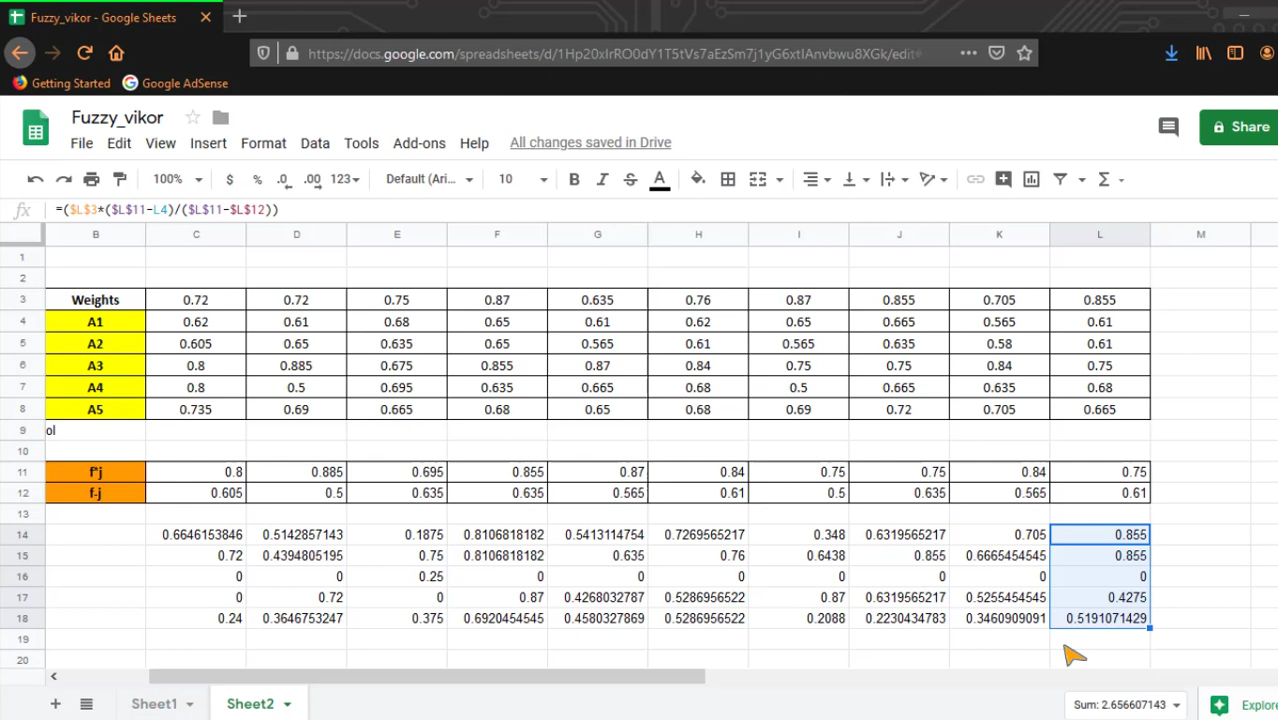 Fuzzy_vikor - Google Sheets
https://docs.google.com/spreadsheets/d/1Hp20xIrRO0dY1T5tVs7aEzSm7j1yG6xtIAnvbwu8XGk/edit
Getting Started Google AdSense
Fuzzy_vikor
Share
File Edit View Insert Format Data Tools Add-ons Help All changes saved in Drive
100% $ % .0 .00 123 Default (Ari... 10 B I S A
fx =($L$3*($L$11-L4)/($L$11-$L$12))
B C D E F G H I J K L M
1
2
3 Weights 0.72 0.72 0.75 0.87 0.635 0.76 0.87 0.855 0.705 0.855
4 A1 0.62 0.61 0.68 0.65 0.61 0.62 0.65 0.665 0.565 0.61
5 A2 0.605 0.65 0.635 0.65 0.565 0.61 0.565 0.635 0.58 0.61
6 A3 0.8 0.885 0.675 0.855 0.87 0.84 0.75 0.75 0.84 0.75
7 A4 0.8 0.5 0.695 0.635 0.665 0.68 0.5 0.665 0.635 0.68
8 A5 0.735 0.69 0.665 0.68 0.65 0.68 0.69 0.72 0.705 0.665
9 ol
10
11 f*j 0.8 0.885 0.695 0.855 0.87 0.84 0.75 0.75 0.84 0.75
12 f-j 0.605 0.5 0.635 0.635 0.565 0.61 0.5 0.635 0.565 0.61
13
14 0.6646153846 0.5142857143 0.1875 0.8106818182 0.5413114754 0.7269565217 0.348 0.6319565217 0.705 0.855
15 0.72 0.4394805195 0.75 0.8106818182 0.635 0.76 0.6438 0.855 0.6665454545 0.855
16 0 0 0.25 0 0 0 0 0 0 0
17 0 0.72 0 0.87 0.4268032787 0.5286956522 0.87 0.6319565217 0.5255454545 0.4275
18 0.24 0.3646753247 0.375 0.6920454545 0.4580327869 0.5286956522 0.2088 0.2230434783 0.3460909091 0.5191071429
19
20
Sheet1 Sheet2 Sum: 2.656607143 Explore